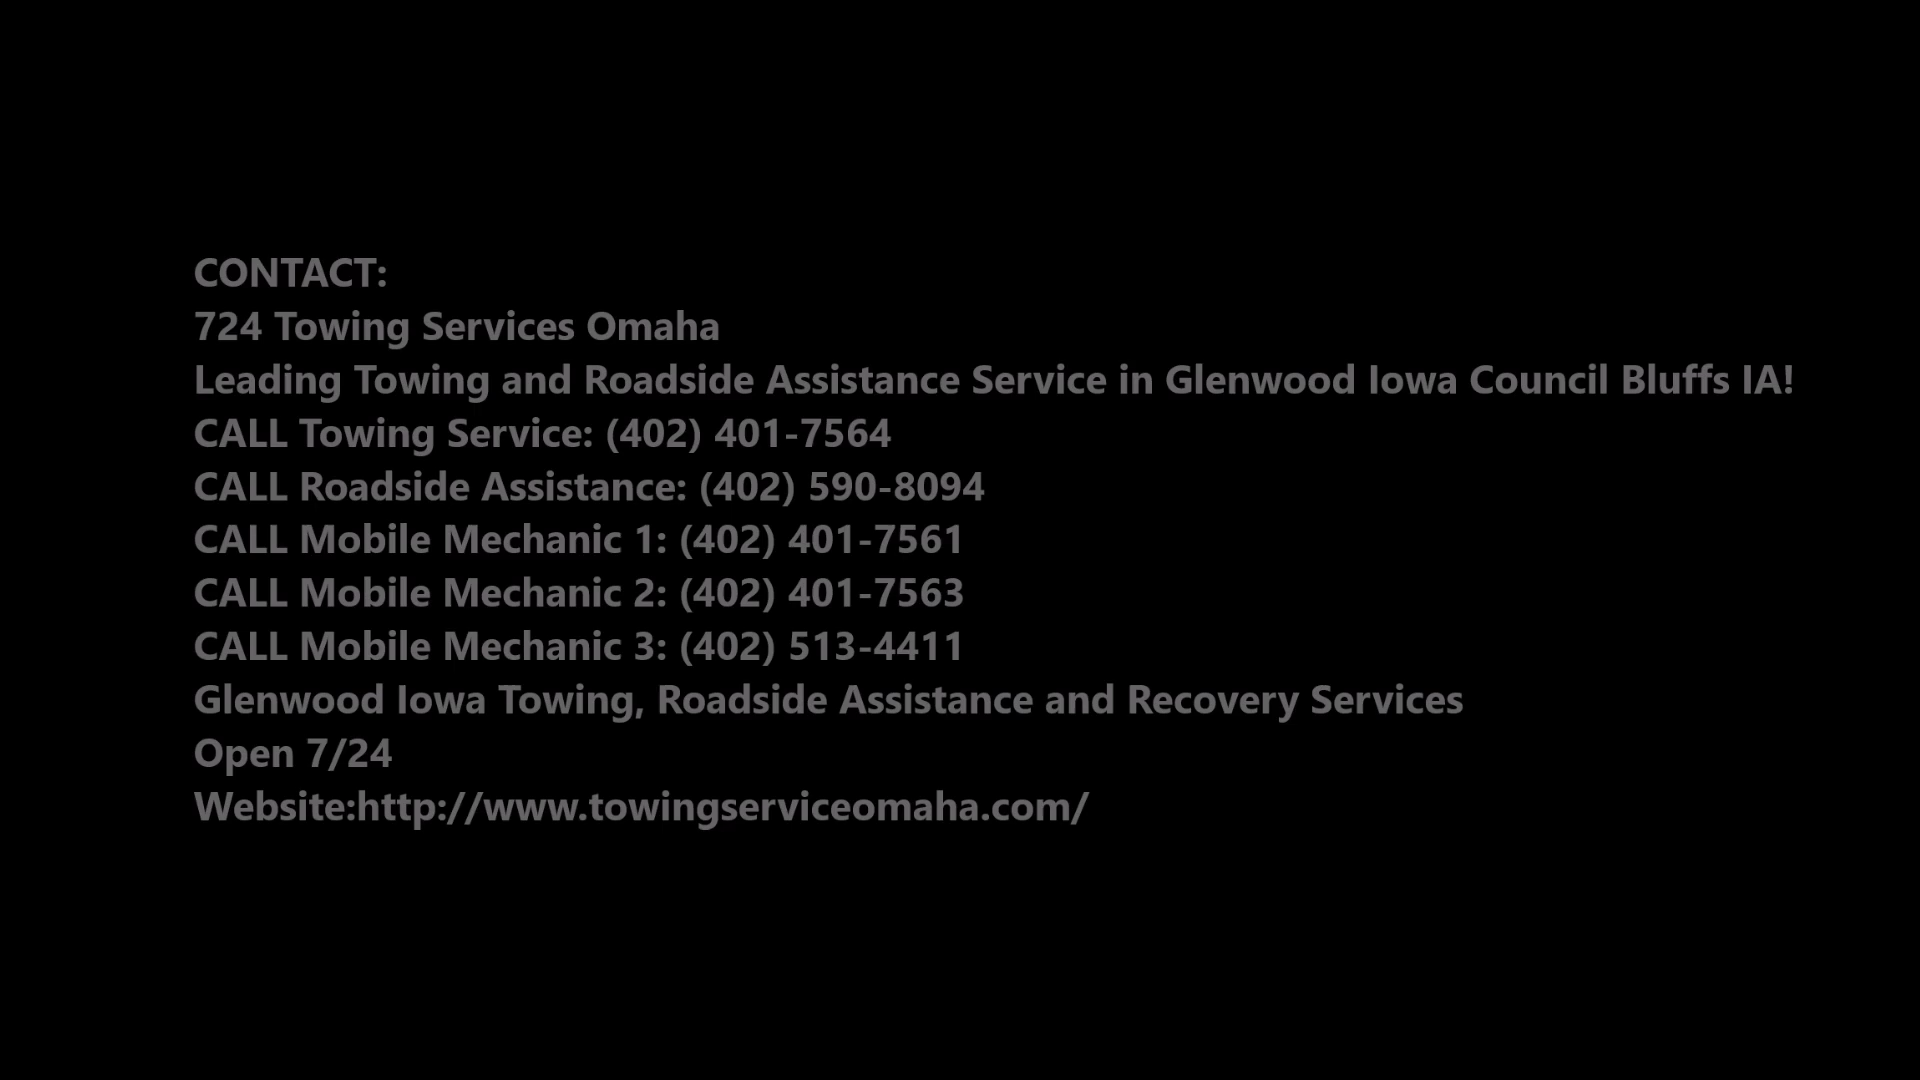 CONTACT:
724 Towing Services Omaha
Leading Towing and Roadside Assistance Service in Glenwood Iowa Council Bluffs IA!
CALL Towing Service: (402) 401-7564
CALL Roadside Assistance: (402) 590-8094
CALL Mobile Mechanic 1: (402) 401-7561
CALL Mobile Mechanic 2: (402) 401-7563
CALL Mobile Mechanic 3: (402) 513-4411
Glenwood Iowa Towing, Roadside Assistance and Recovery Services
Open 7/24
Website:http://www.towingserviceomaha.com/